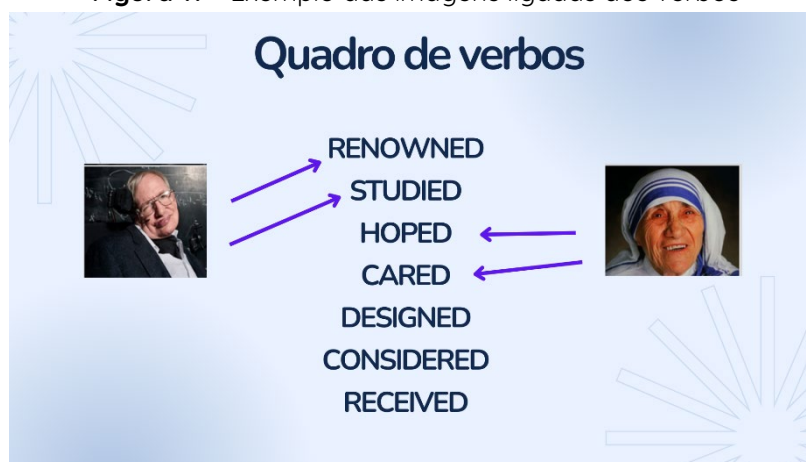 Quadro de verbos
RENOWNED
STUDIED
HOPED
CARED
DESIGNED
CONSIDERED
RECEIVED